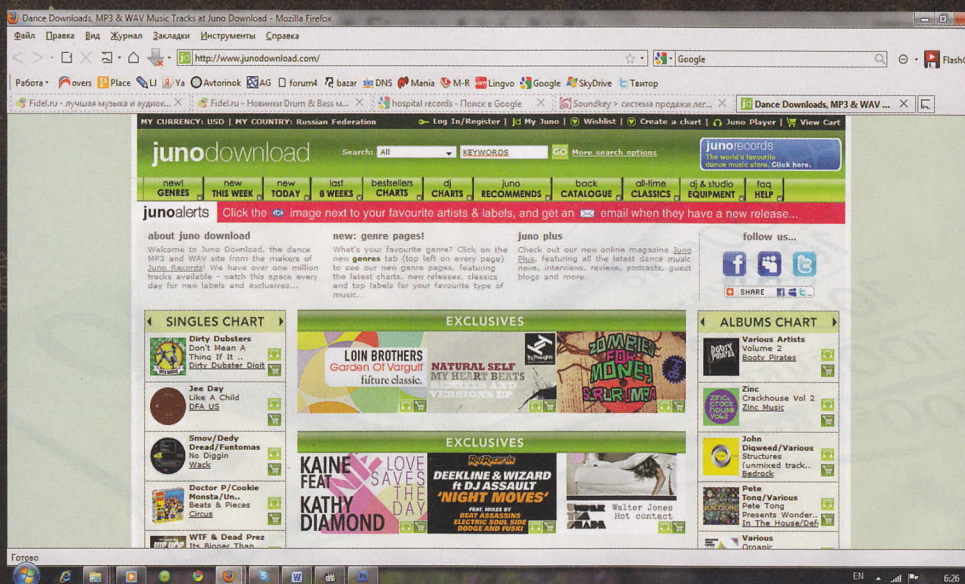 Dance Downloads, MP3 & WAV Music Tracks at Juno Download - Mozilla Firefox
Файл Правка Вид Журнал Закладки Инструменты Справка
http://www.junodownload.com/
Google
Работа overs Place LJ Ya Avtorinok AG forum4 bazar DNS Mania M-R Lingvo Google SkyDrive Твиттор
Fidel.ru - лучшая музыка и аудиок...
Fidel.ru - Новинки Drum & Bass м...
hospital records - Поиск в Google
Soundkey > система продажи лег...
Dance Downloads, MP3 & WAV ...
MY CURRENCY: USD | MY COUNTRY: Russian Federation
Log In/Register | My Juno | Wishlist | Create a chart | Juno Player | View Cart
junodownload
Search: All KEYWORDS GO More search options
junorecords
The world's favourite
dance music store. Click here.
new! GENRES
new THIS WEEK
new TODAY
last 8 WEEKS
bestsellers CHARTS
dj CHARTS
juno RECOMMENDS
back CATALOGUE
all-time CLASSICS
dj & studio EQUIPMENT
faq HELP
junoalerts Click the image next to your favourite artists & labels, and get an email when they have a new release...
about juno download
Welcome to Juno Download, the dance
MP3 and WAV site from the makers of
Juno Records! We have over one million
tracks available - watch this space every
day for new labels and exclusives...
new: genre pages!
What's your favourite genre? Click on the
new genres tab (top left on every page)
to see our new genre pages, featuring
the latest charts, new releases, classics
and top labels for your favourite type of
music...
juno plus
Check out our new online magazine Juno
Plus, featuring all the latest dance music
news, interviews, reviews, podcasts, guest
blogs and more.
follow us...
SHARE
SINGLES CHART
Dirty Dubsters
Don't Mean A
Thing If It ..
Dirty Dubster Digit
Jee Day
Like A Child
DFA US
Smov/Dedy
Dread/Funtomas
No Diggin
Wack
Doctor P/Cookie
Monsta/Un..
Beats & Pieces
Circus
WTF & Dead Prez
Its Bigger Than
EXCLUSIVES
LOIN BROTHERS
Garden Of Vargulf
future classic.
NATURAL SELF
MY HEART BEATS
REMIXES AND
VERSIONS EP
Tru Thoughts
ZOMBIES
FOR
MONEY
EXCLUSIVES
KAINE
FEAT
KATHY
DIAMOND
LOVE
SAVES
THE
DAY
DEEKLINE & WIZARD
ft DJ ASSAULT
'NIGHT MOVES'
FEAT. MIXES BY
BEAT ASSASSINS
ELECTRIC SOUL SIDE
DODGE AND FUSKI
Walter Jones
Hot contact
ALBUMS CHART
Various Artists
Volume 2
Booty Pirates
Zinc
Crackhouse Vol 2
Zinc Music
John
Digweed/Various
Structures
(unmixed track..
Bedrock
Pete
Tong/Various
Pete Tong
Presents Wonder..
In The House/Def
Various
Organic
Готово
EN
6:26